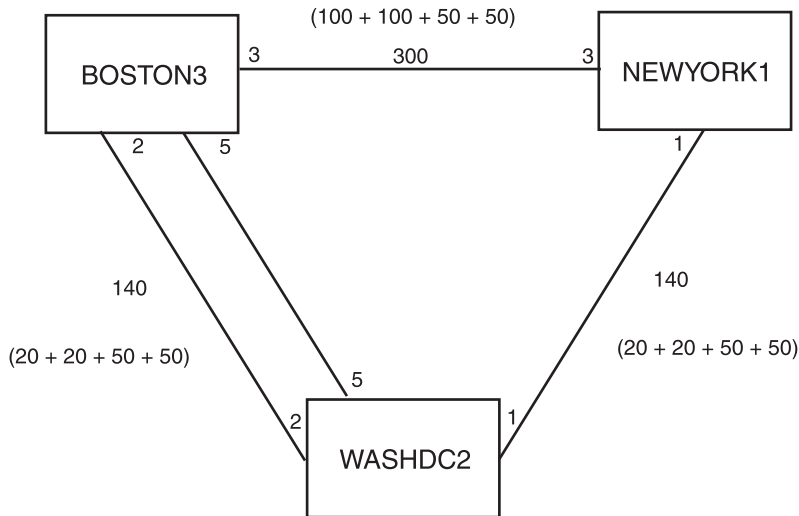 (100 + 100 + 50 + 50)
BOSTON3
3
300
3
NEWYORK1
2
5
1
140
140
(20 + 20 + 50 + 50)
(20 + 20 + 50 + 50)
5
2
1
WASHDC2